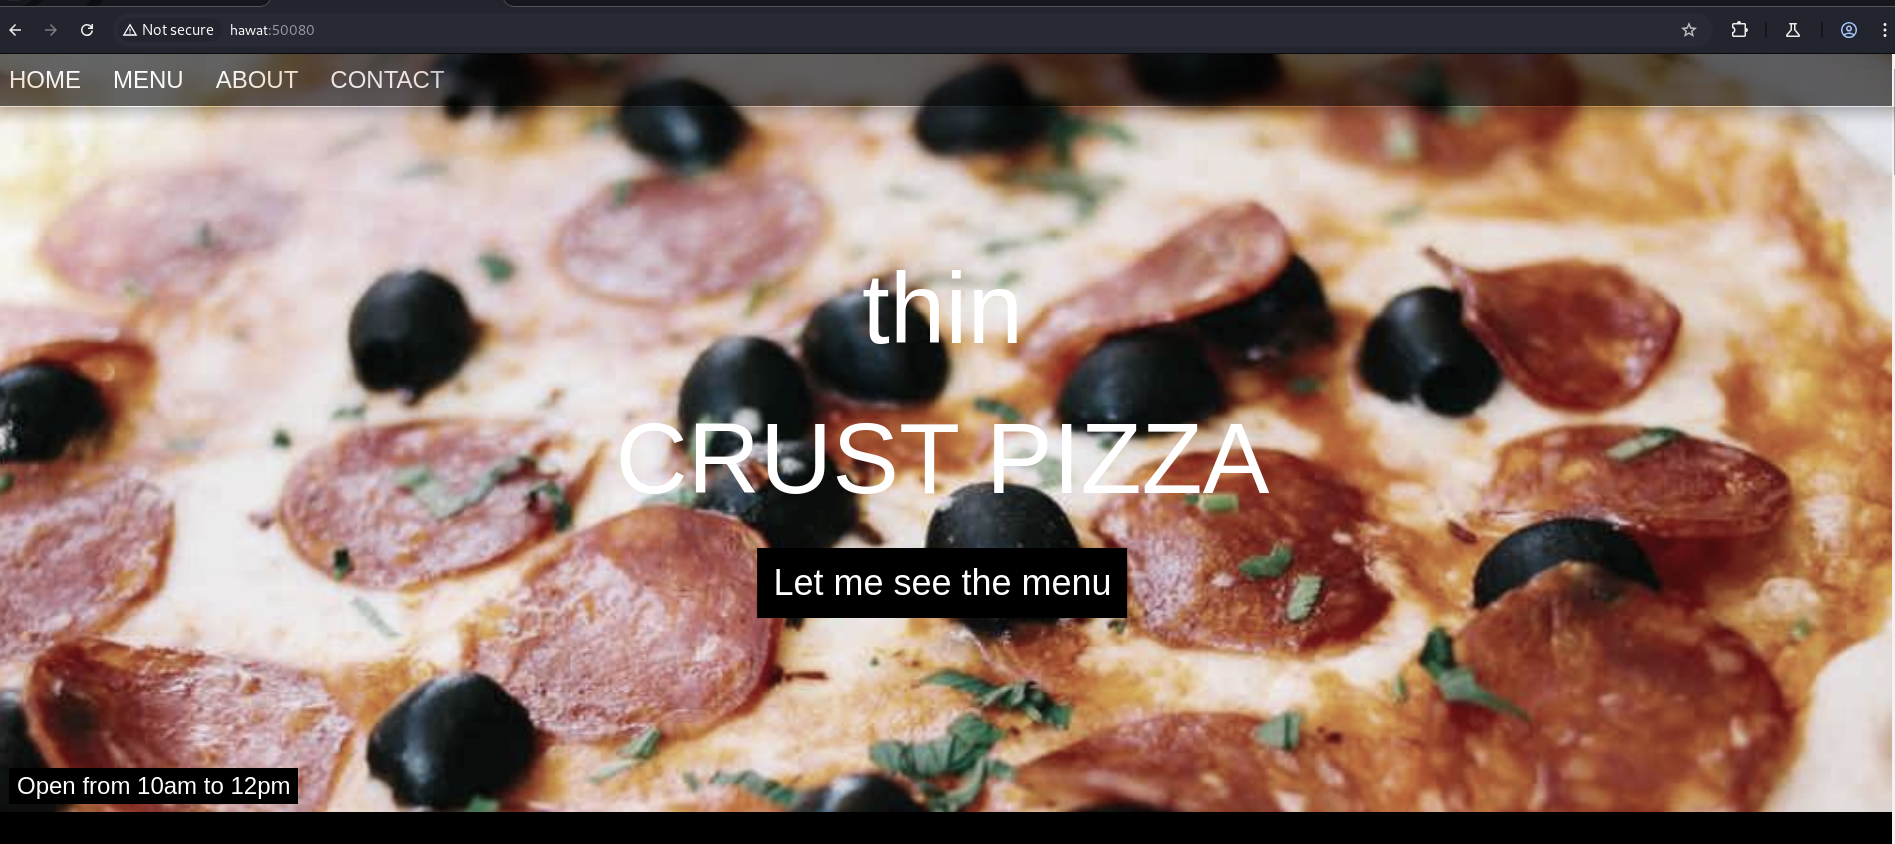 Not secure hawat:50080
HOME MENU ABOUT CONTACT
thin
CRUST PIZZA
Let me see the menu
Open from 10am to 12pm